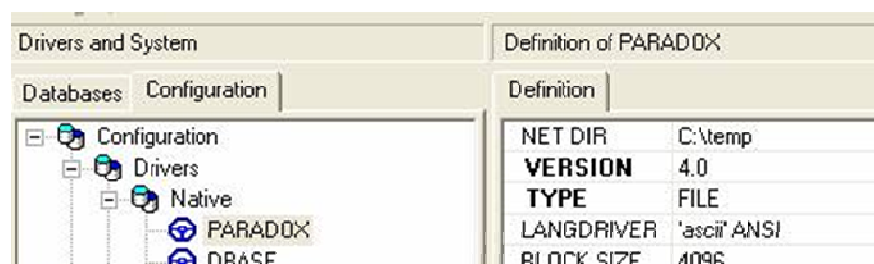 Drivers and System
Definition of PARADOX
Databases Configuration
Definition
Configuration
Drivers
Native
PARADOX
DBASE
NET DIR C:\temp
VERSION 4.0
TYPE FILE
LANGDRIVER 'ascii' ANSI
BLOCK SIZE 4096